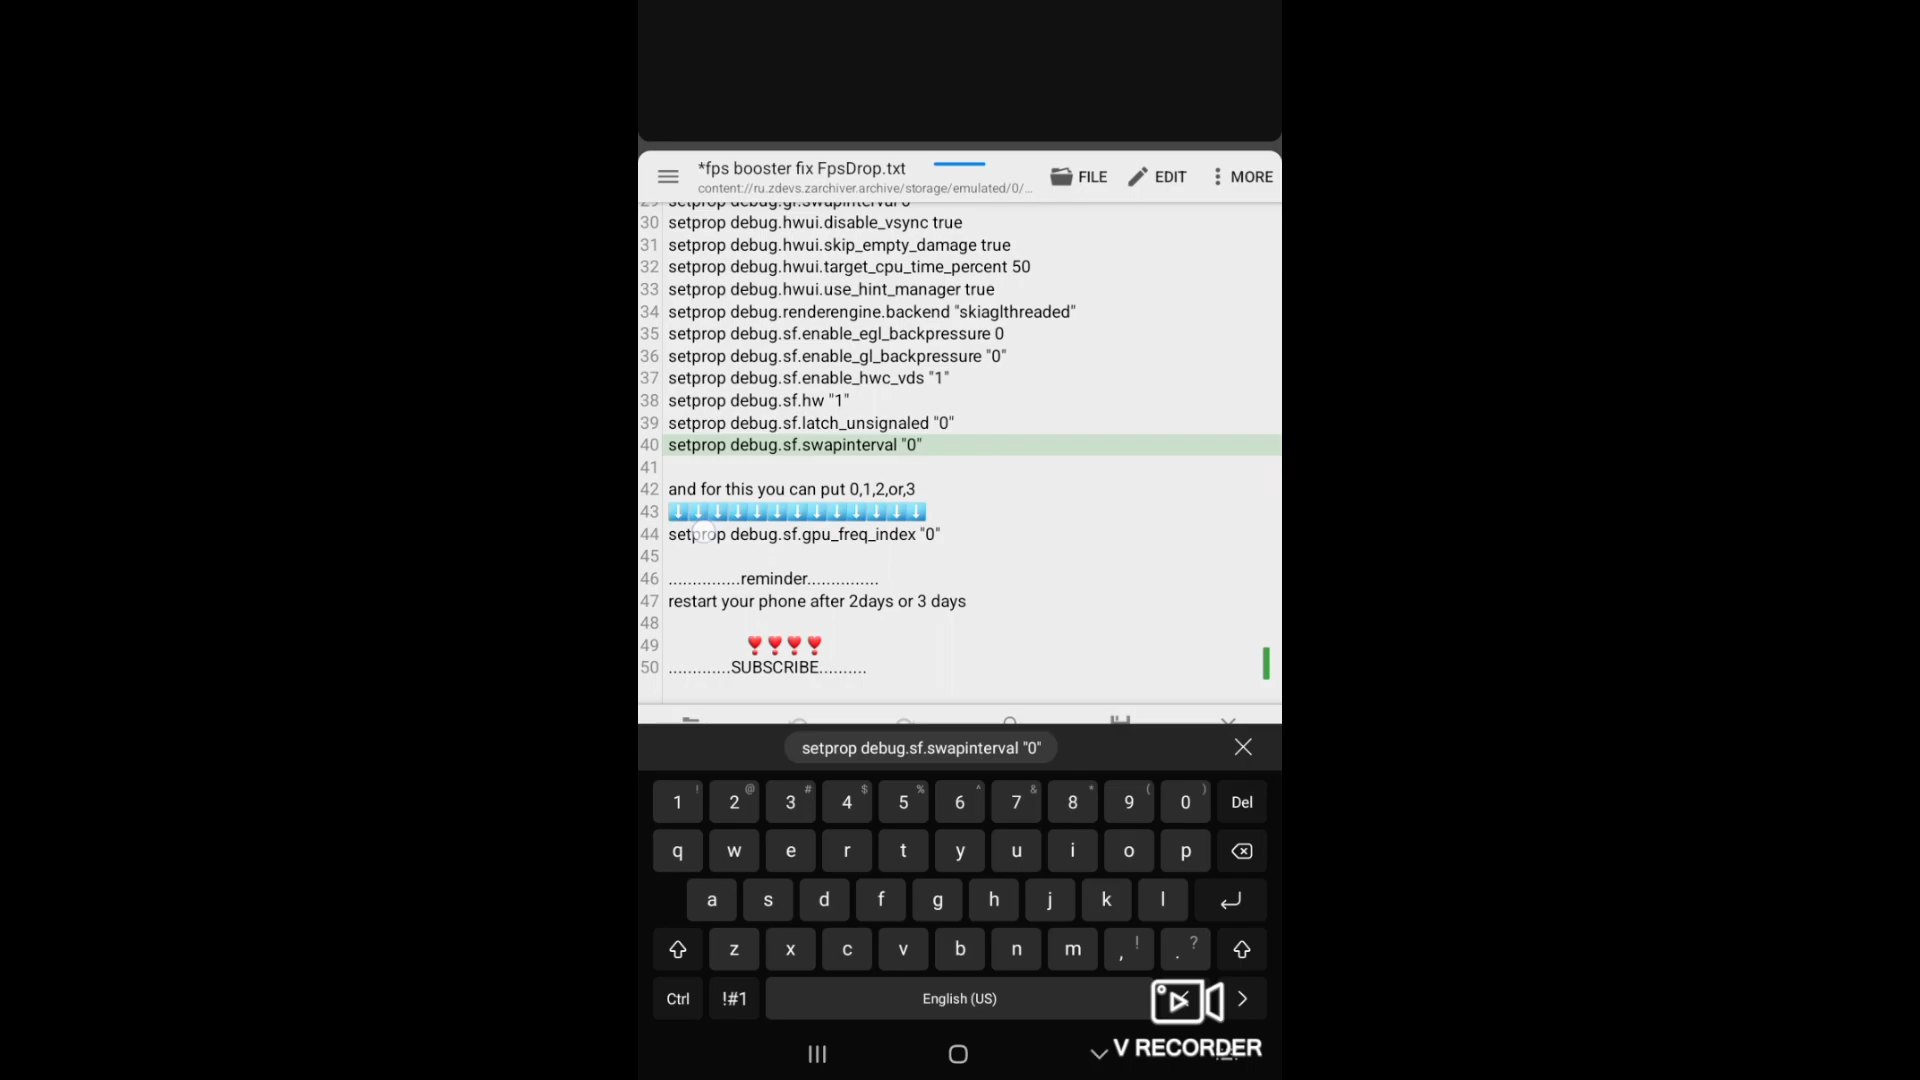 *fps booster fix FpsDrop.txt
content://ru.zdevs.zarchiver.archive/storage/emulated/0/...
FILE
EDIT
MORE
29 setprop debug.gr.swapinterval 0
30 setprop debug.hwui.disable_vsync true
31 setprop debug.hwui.skip_empty_damage true
32 setprop debug.hwui.target_cpu_time_percent 50
33 setprop debug.hwui.use_hint_manager true
34 setprop debug.renderengine.backend "skiaglthreaded"
35 setprop debug.sf.enable_egl_backpressure 0
36 setprop debug.sf.enable_gl_backpressure "0"
37 setprop debug.sf.enable_hwc_vds "1"
38 setprop debug.sf.hw "1"
39 setprop debug.sf.latch_unsignaled "0"
40 setprop debug.sf.swapinterval "0"
41
42 and for this you can put 0,1,2,or,3
43 ⬇️⬇️⬇️⬇️⬇️⬇️⬇️⬇️⬇️⬇️⬇️⬇️⬇️
44 setprop debug.sf.gpu_freq_index "0"
45
46 ...............reminder...............
47 restart your phone after 2days or 3 days
48
49 ❣️❣️❣️❣️
50 .............SUBSCRIBE..........
setprop debug.sf.swapinterval "0"
1 ! 2 @ 3 # 4 $ 5 % 6 ^ 7 & 8 * 9 ( 0 ) Del
q w e r t y u i o p
a s d f g h j k l
z x c v b n m , ! . ?
Ctrl !#1 English (US)
V RECORDER